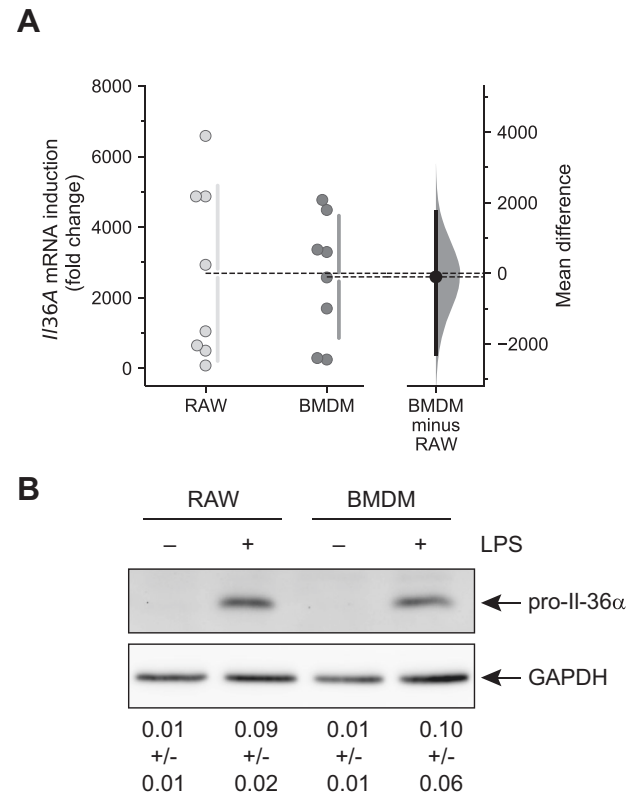 A
Il36A mRNA induction
(fold change)
8000
6000
4000
2000
0
4000
2000
0
−2000
Mean difference
RAW
BMDM
BMDM
minus
RAW
B
RAW BMDM
– + – + LPS
pro-Il-36α
GAPDH
0.01 0.09 0.01 0.10
+/- +/- +/- +/-
0.01 0.02 0.01 0.06